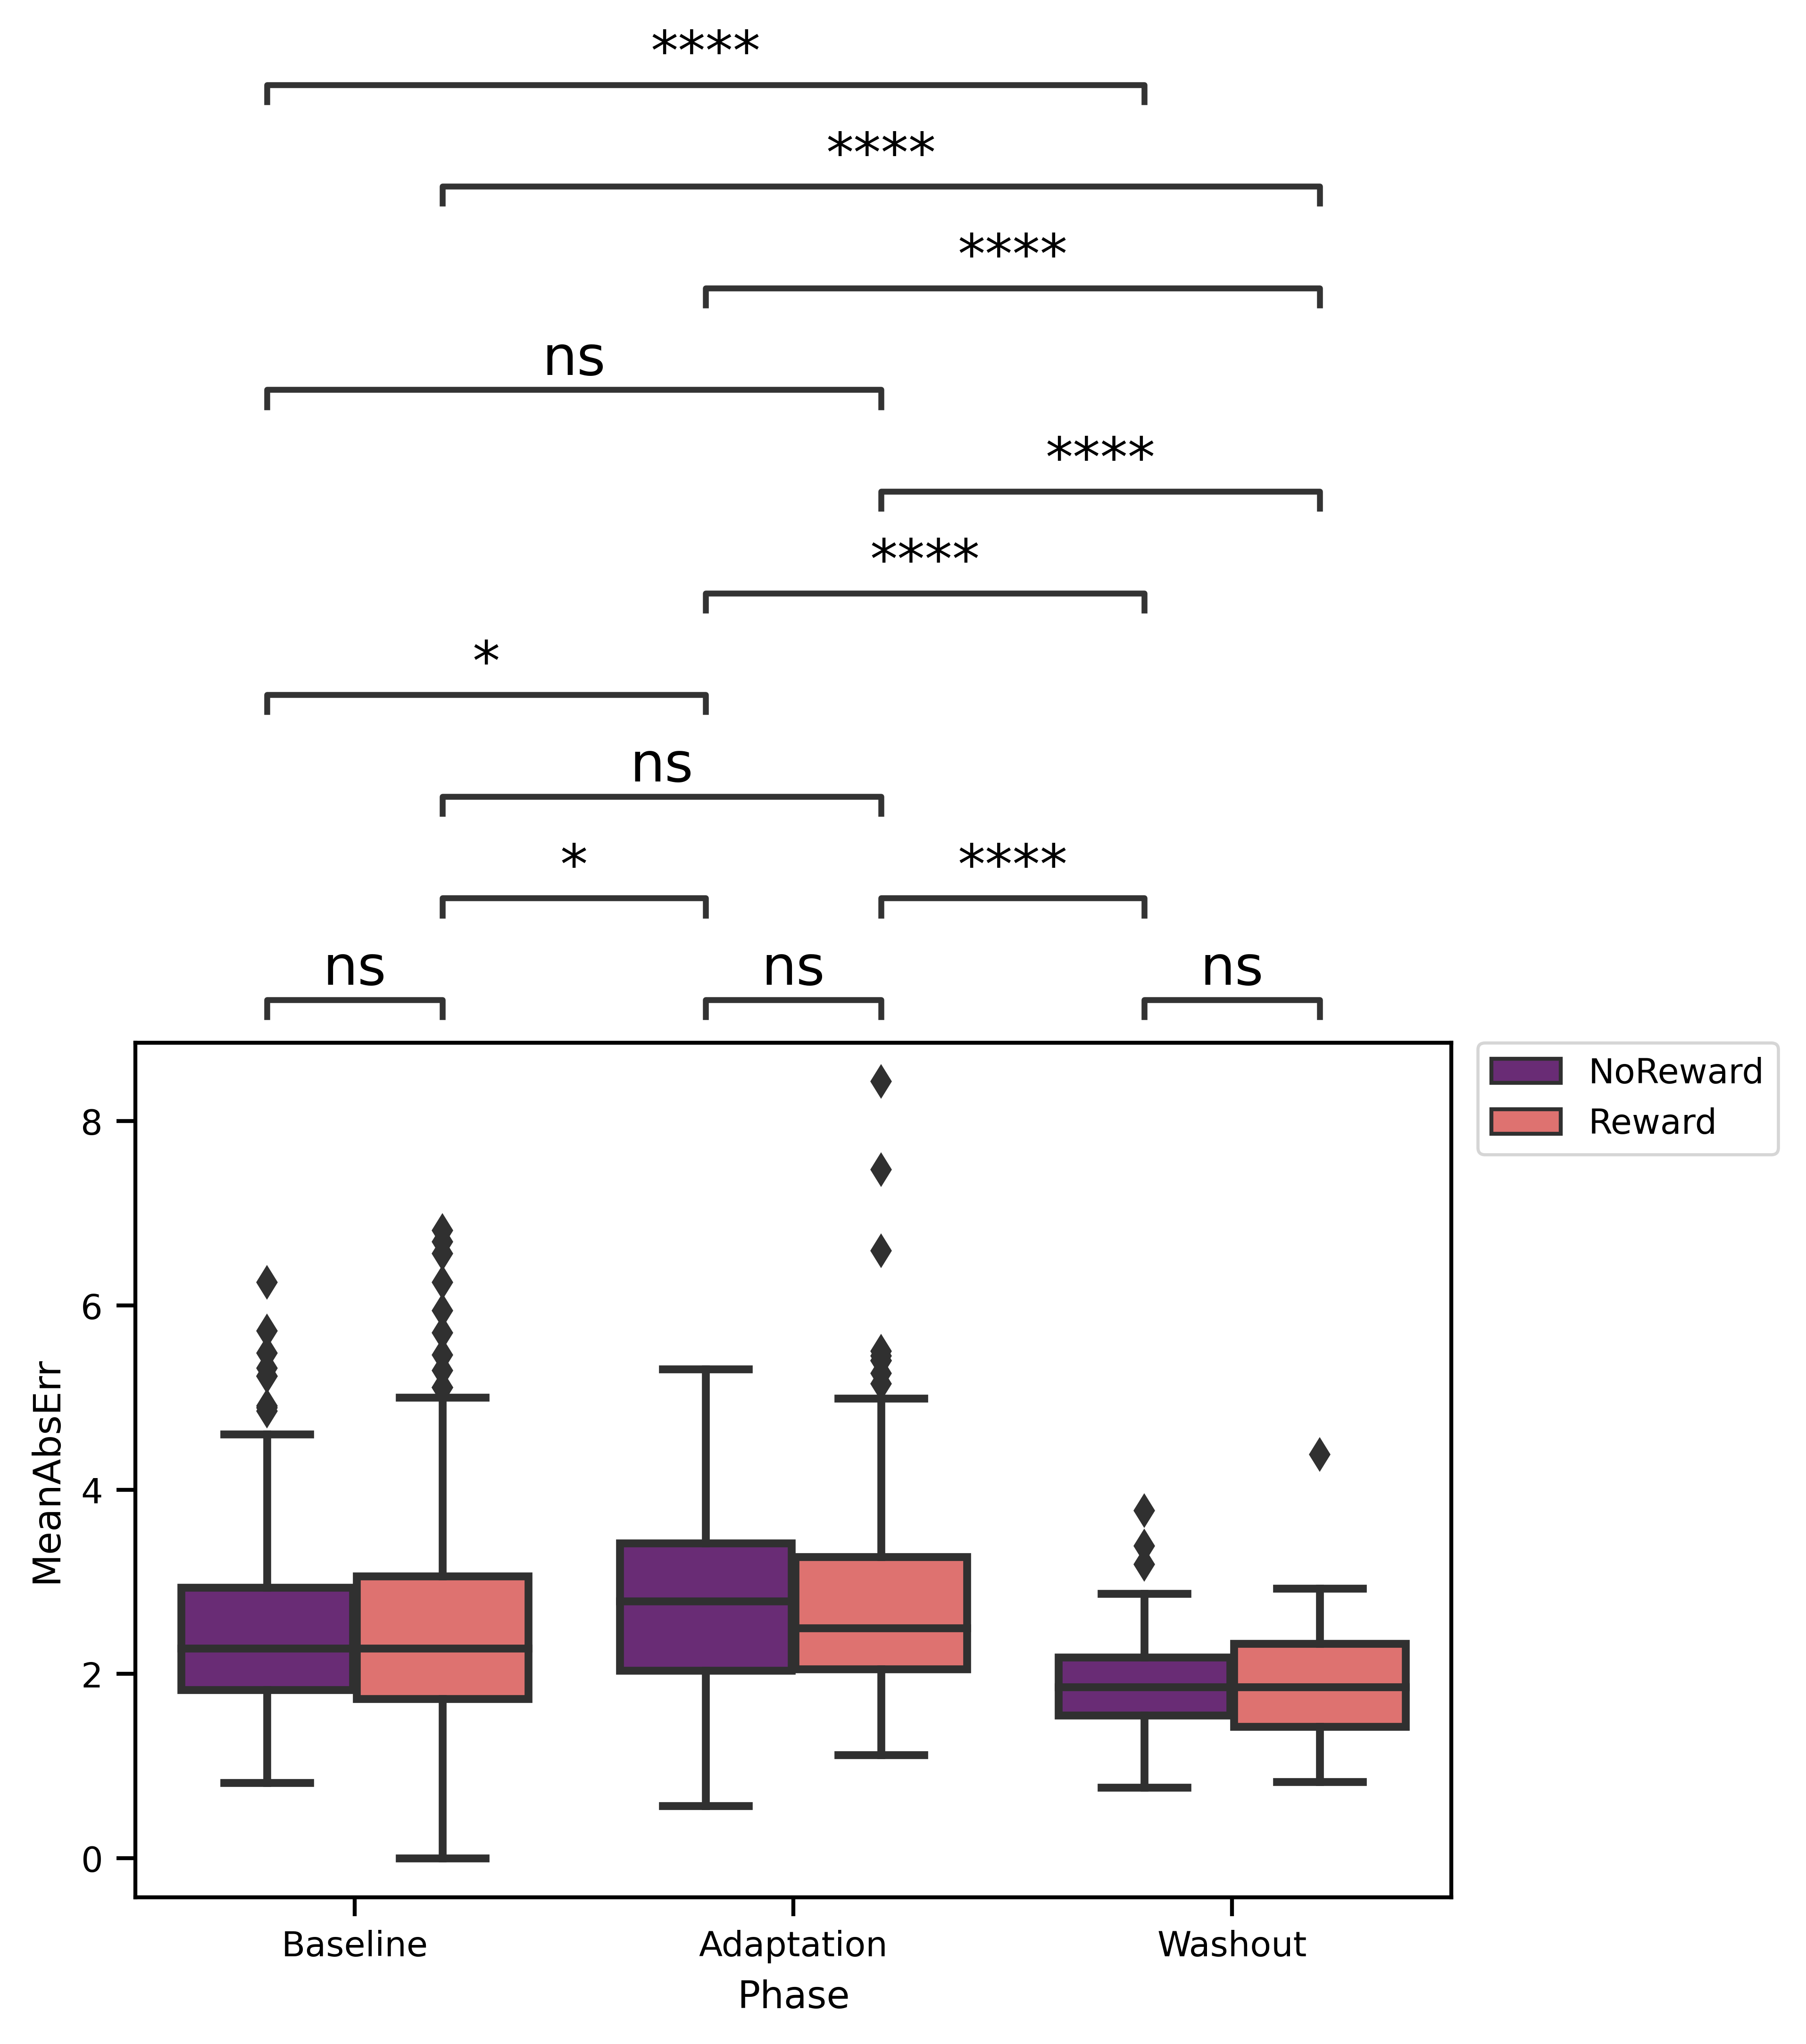 ****
****
****
ns
****
****
*
ns
* ****
ns ns ns
NoReward
Reward
8
6
4
2
0
MeanAbsErr
Baseline Adaptation Washout
Phase